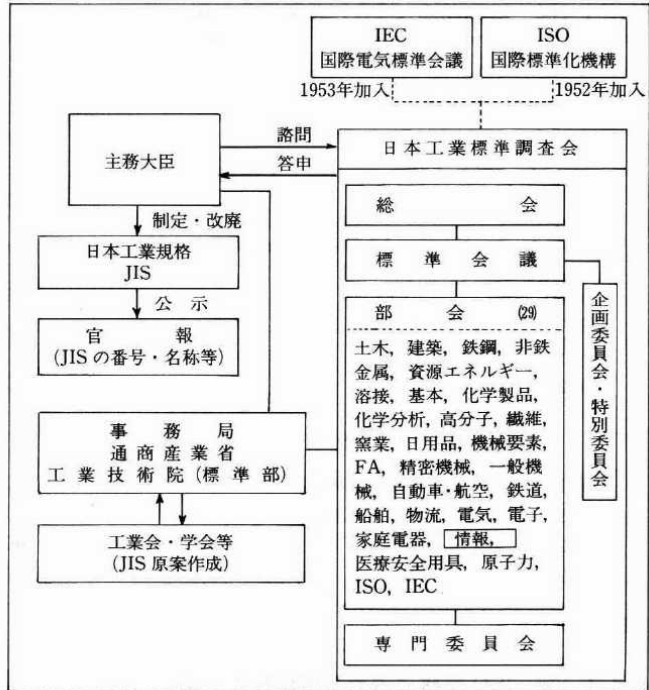 IEC
国際電気標準会議
ISO
国際標準化機構
1953年加入
1952年加入
主務大臣
諮問
答申
日本工業標準調査会
制定・改廃
日本工業規格
JIS
公示
官報
(JISの番号・名称等)
事務局
通商産業省
工業技術院(標準部)
工業会・学会等
(JIS原案作成)
総会
標準会議
部会 (29)
土木, 建築, 鉄鋼, 非鉄
金属, 資源エネルギー,
溶接, 基本, 化学製品,
化学分析, 高分子, 繊維,
窯業, 日用品, 機械要素,
FA, 精密機械, 一般機
械, 自動車・航空, 鉄道,
船舶, 物流, 電気, 電子,
家庭電器, 情報,
医療安全用具, 原子力,
ISO, IEC
専門委員会
企画委員会・特別委員会